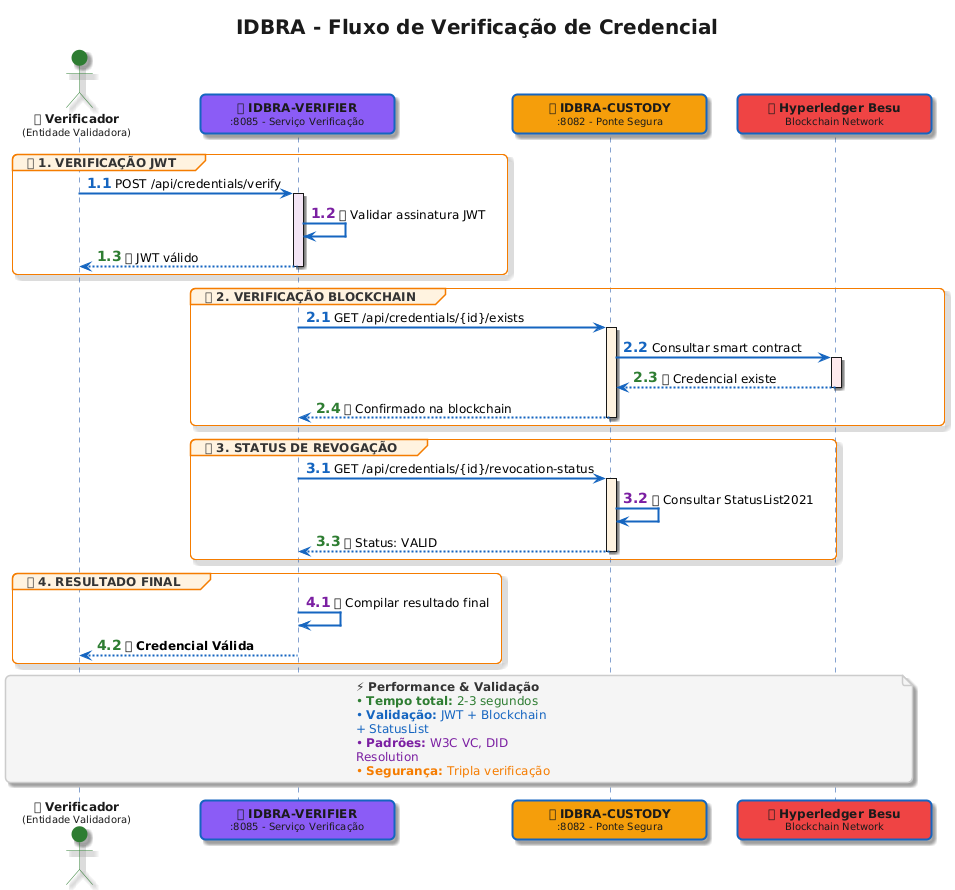 IDBRA - Fluxo de Verificação de Credencial
Verificador
(Entidade Validadora)
IDBRA-VERIFIER
:8085 - Serviço Verificação
IDBRA-CUSTODY
:8082 - Ponte Segura
Hyperledger Besu
Blockchain Network
1. VERIFICAÇÃO JWT
1.1 POST /api/credentials/verify
1.2 Validar assinatura JWT
1.3 JWT válido
2. VERIFICAÇÃO BLOCKCHAIN
2.1 GET /api/credentials/{id}/exists
2.2 Consultar smart contract
2.3 Credencial existe
2.4 Confirmado na blockchain
3. STATUS DE REVOGAÇÃO
3.1 GET /api/credentials/{id}/revocation-status
3.2 Consultar StatusList2021
3.3 Status: VALID
4. RESULTADO FINAL
4.1 Compilar resultado final
4.2 Credencial Válida
⚡ Performance & Validação
• Tempo total: 2-3 segundos
• Validação: JWT + Blockchain
+ StatusList
• Padrões: W3C VC, DID
Resolution
• Segurança: Tripla verificação
Verificador
(Entidade Validadora)
IDBRA-VERIFIER
:8085 - Serviço Verificação
IDBRA-CUSTODY
:8082 - Ponte Segura
Hyperledger Besu
Blockchain Network